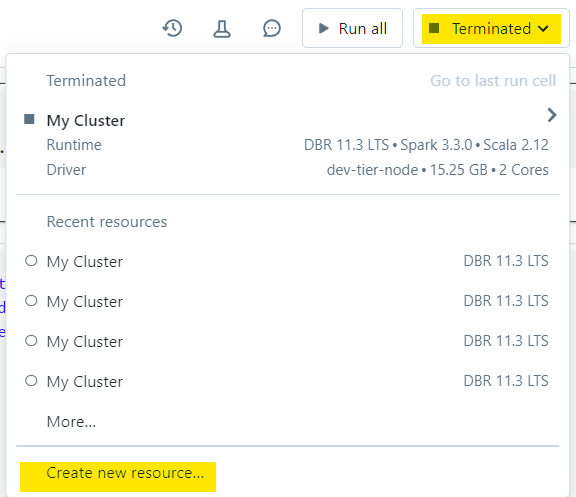 Run all
Terminated
Terminated Go to last run cell
My Cluster
Runtime DBR 11.3 LTS • Spark 3.3.0 • Scala 2.12
Driver dev-tier-node • 15.25 GB • 2 Cores
Recent resources
My Cluster DBR 11.3 LTS
My Cluster DBR 11.3 LTS
My Cluster DBR 11.3 LTS
My Cluster DBR 11.3 LTS
More...
Create new resource...